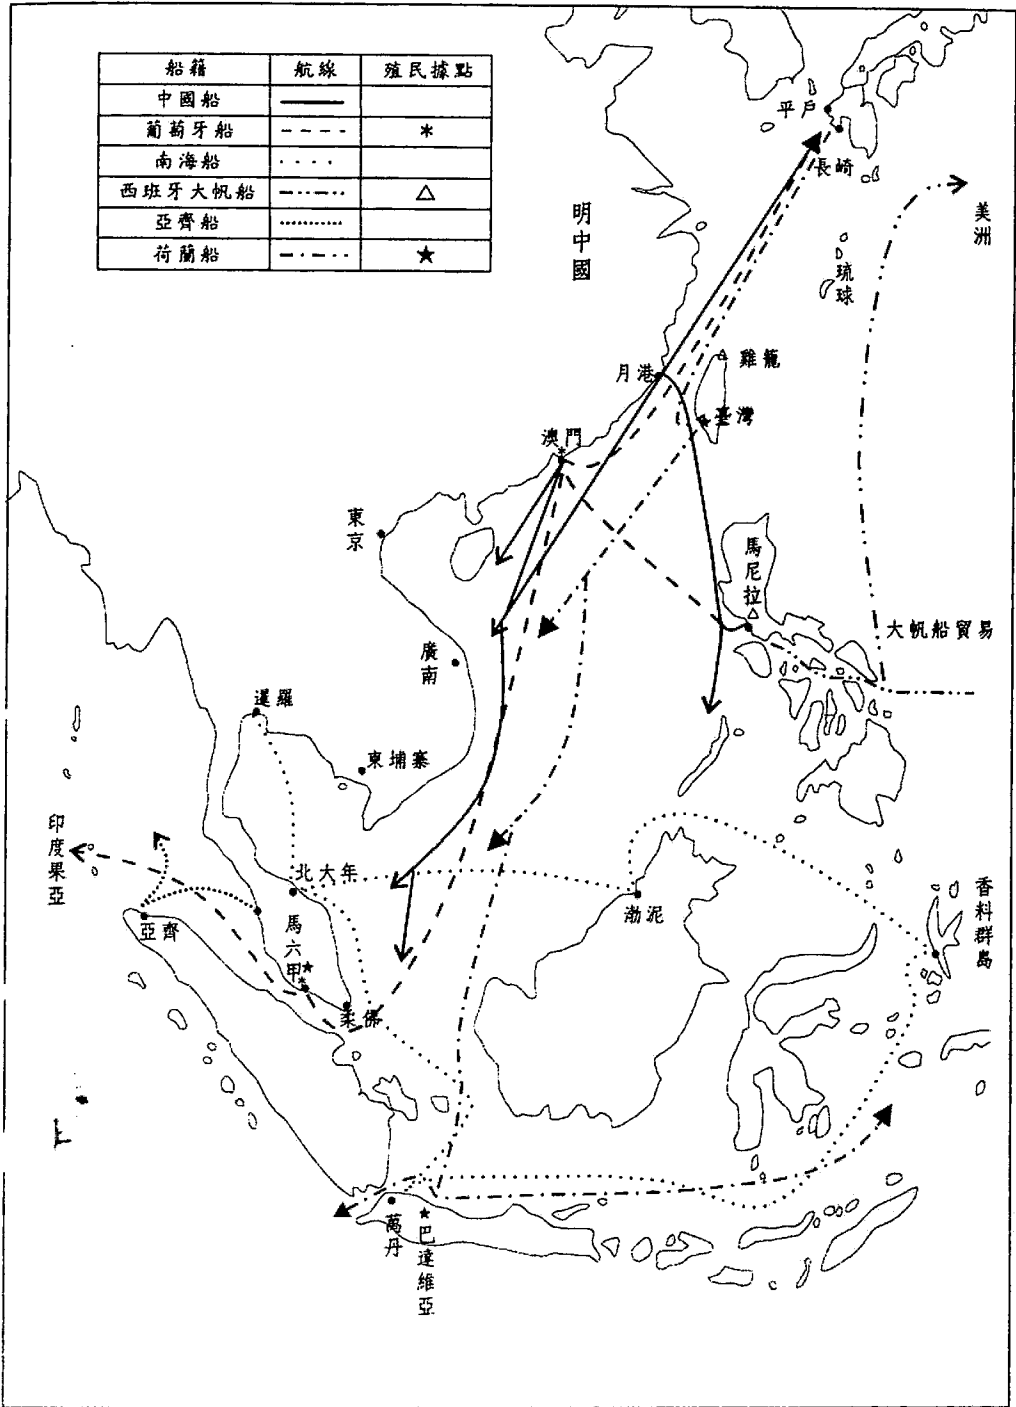 船籍 航線 殖民據點
中國船
葡萄牙船 *
南海船
西班牙大帆船 △
亞齊船
荷蘭船 ★
平戶
長崎
明中國
美洲
琉球
雞籠
月港
臺灣
澳門
東京
馬尼拉
大帆船貿易
廣南
暹羅
柬埔寨
印度果亞
北大年
渤泥
香料群島
亞齊
馬六甲
柔佛
萬丹
巴達維亞